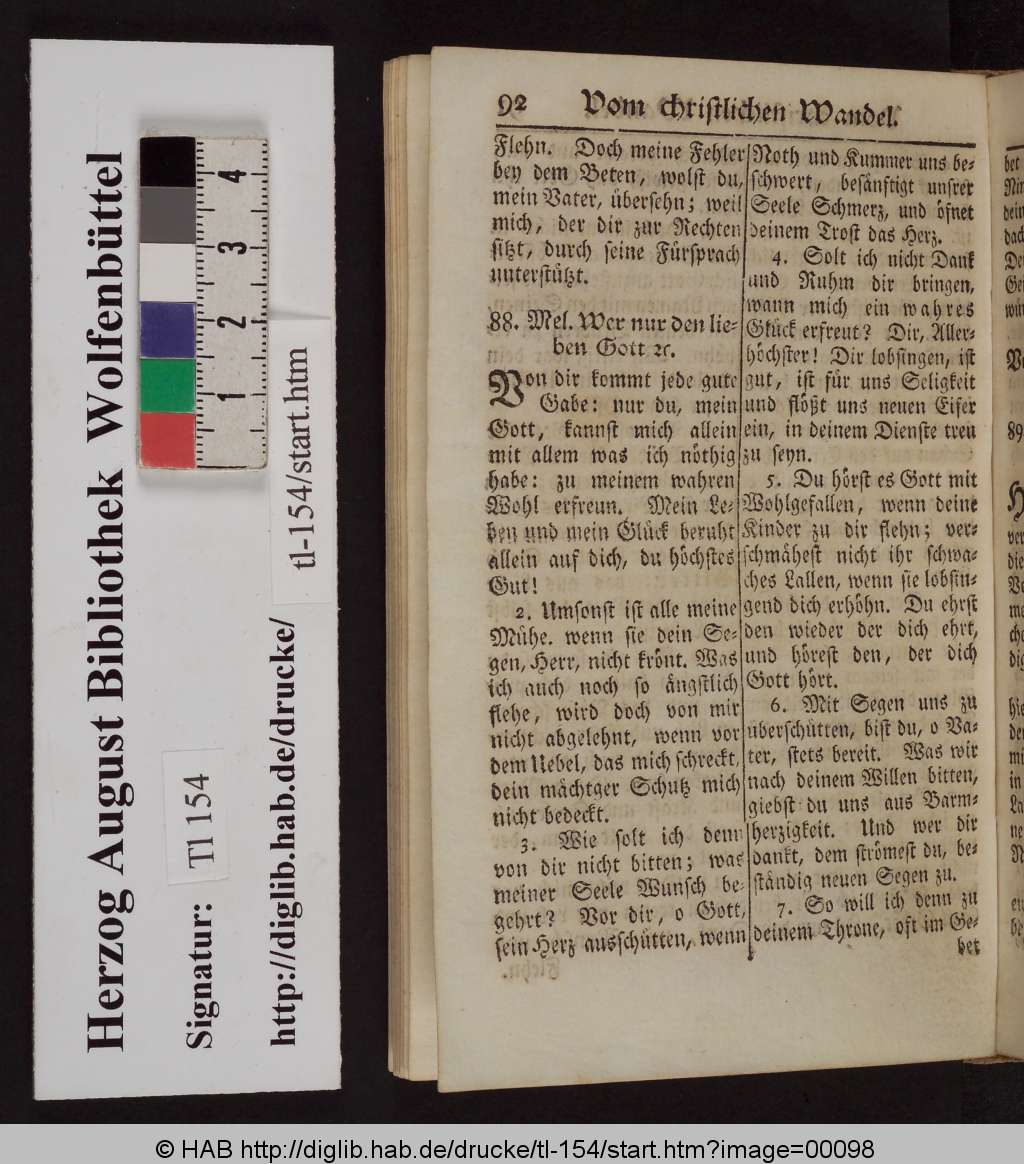 92 Vom christlichen Wandel.
Flehn. Doch meine Fehler
bey dem Beten, wolst du,
mein Vater, übersehn; weil
mich, der dir zur Rechten
sitzt, durch seine Fürsprach
unterstützt.
88. Mel. Wer nur den lie-
ben Gott ꝛc.
Von dir kommt jede gute
Gabe: nur du, mein
Gott, kannst mich allein
mit allem was ich nöthig
habe: zu meinem wahren
Wohl erfreun. Mein Le-
ben und mein Glück beruht
allein auf dich, du höchstes
Gut!
2. Umsonst ist alle meine
Mühe. wenn sie dein Se-
gen, Herr, nicht krönt. Was
ich auch noch so ängstlich
flehe, wird doch von mir
nicht abgelehnt, wenn vor
dem Uebel, das mich schreckt,
dein mächtger Schutz mich
nicht bedeckt.
3. Wie solt ich denn
von dir nicht bitten; was
meiner Seele Wunsch be-
gehrt? Vor dir, o Gott,
sein Herz ausschütten, wenn
Noth und Kummer uns be-
schwert, besänftigt unsrer
Seele Schmerz, und öfnet
deinem Trost das Herz.
4. Solt ich nicht Dank
und Ruhm dir bringen,
wann mich ein wahres
Glück erfreut? Dir, Aller-
höchster! Dir lobsingen, ist
gut, ist für uns Seligkeit
und flößt uns neuen Eifer
ein, in deinem Dienste treu
zu seyn.
5. Du hörst es Gott mit
Wohlgefallen, wenn deine
Kinder zu dir flehn; ver-
schmähest nicht ihr schwa-
ches Lallen, wenn sie lobsin-
gend dich erhöhn. Du ehrst
den wieder der dich ehrt,
und hörest den, der dich
Gott hört.
6. Mit Segen uns zu
überschütten, bist du, o Va-
ter, stets bereit. Was wir
nach deinem Willen bitten,
giebst du uns aus Barm-
herzigkeit. Und wer dir
dankt, dem strömest du, be-
ständig neuen Segen zu.
7. So will ich denn zu
deinem Throne, oft im Ge-
bet
Herzog August Bibliothek Wolfenbüttel
Signatur: Tl 154
http://diglib.hab.de/drucke/ tl-154/start.htm
1 2 3 4
© HAB http://diglib.hab.de/drucke/tl-154/start.htm?image=00098